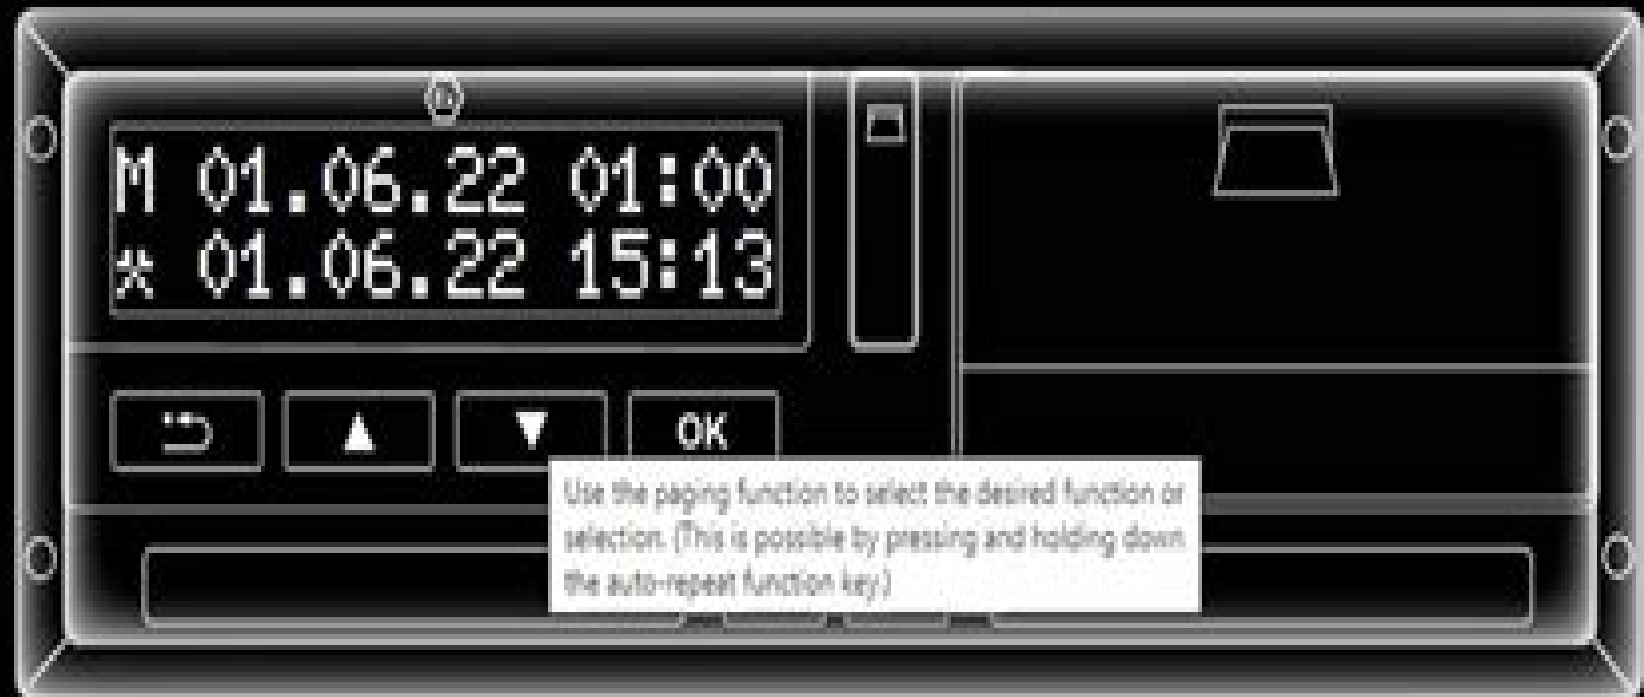 M 01.06.22 01:00
* 01.06.22 15:13
OK
Use the paging function to select the desired function or
selection. (This is possible by pressing and holding down
the auto-repeat function key.)